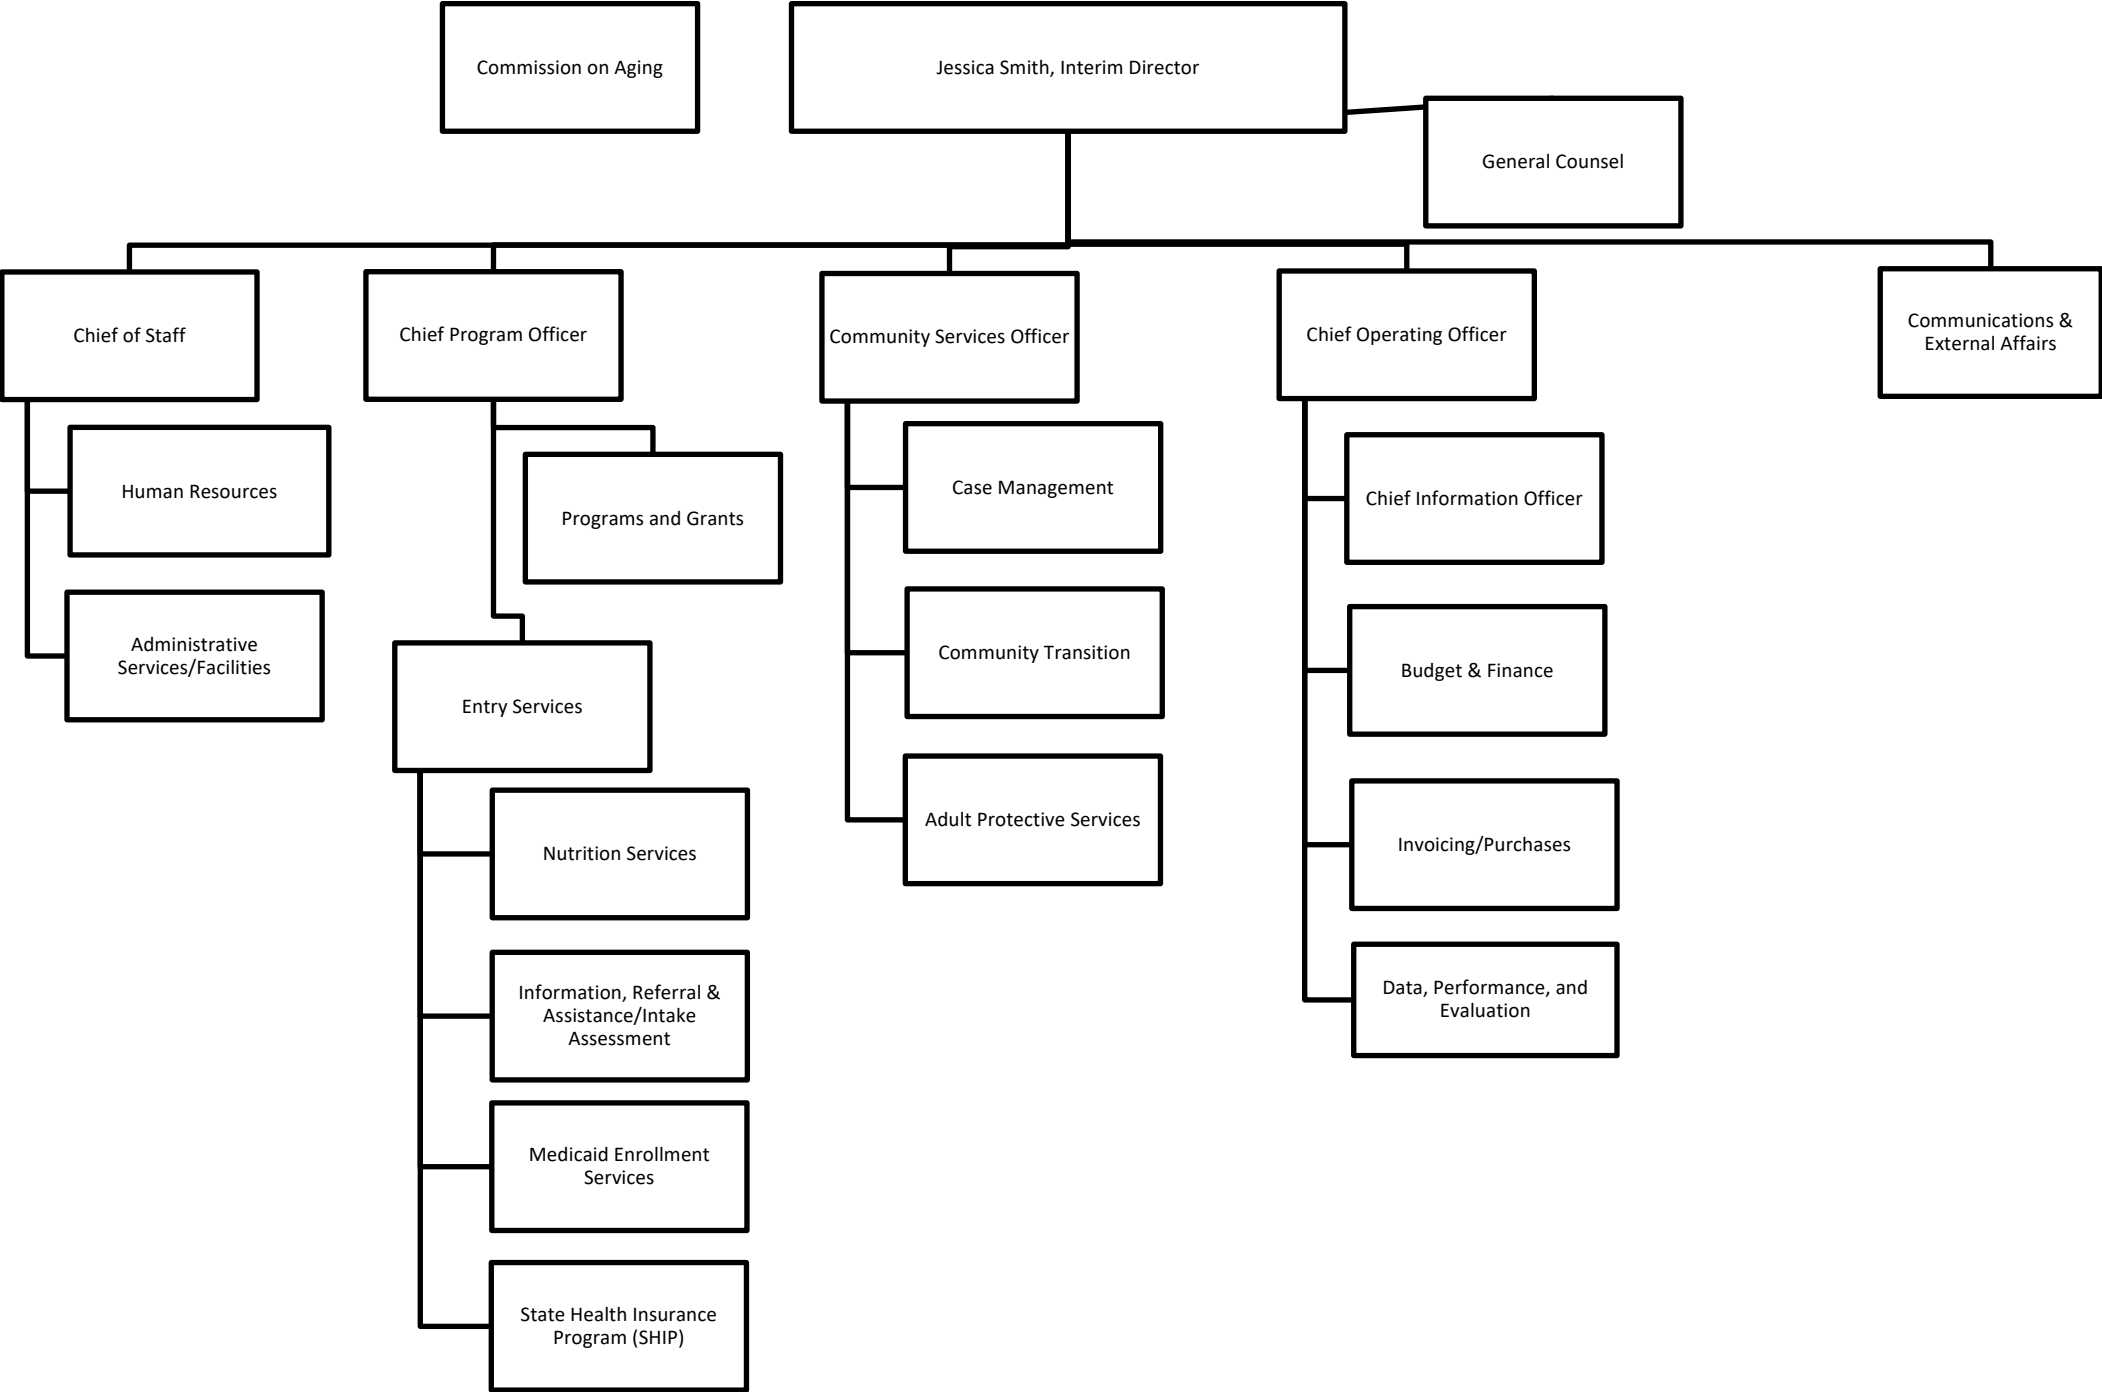 Commission on Aging
Jessica Smith, Interim Director
General Counsel
Chief of Staff
Chief Program Officer
Community Services Officer
Chief Operating Officer
Communications &
External Affairs
Human Resources
Administrative
Services/Facilities
Programs and Grants
Entry Services
Nutrition Services
Information, Referral &
Assistance/Intake
Assessment
Medicaid Enrollment
Services
State Health Insurance
Program (SHIP)
Case Management
Community Transition
Adult Protective Services
Chief Information Officer
Budget & Finance
Invoicing/Purchases
Data, Performance, and
Evaluation